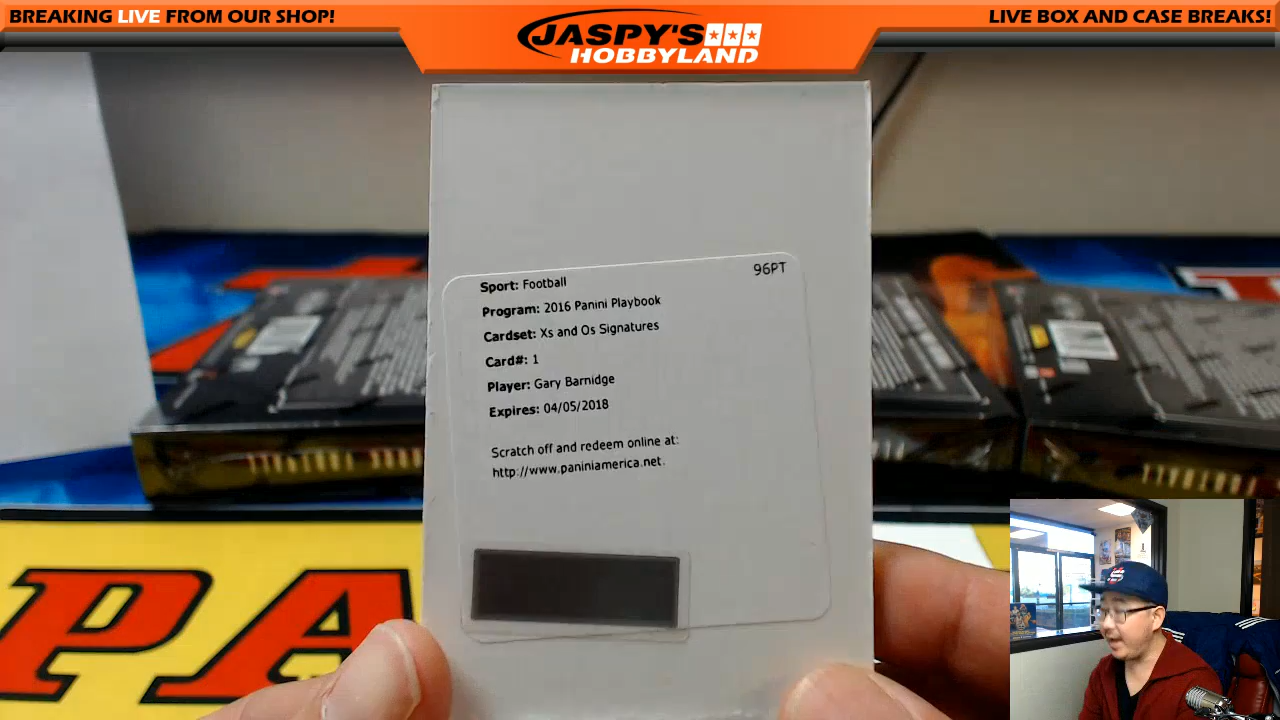 BREAKING LIVE FROM OUR SHOP!
JASPY'S
HOBBYLAND
LIVE BOX AND CASE BREAKS!
96PT
Sport: Football
Program: 2016 Panini Playbook
Cardset: Xs and Os Signatures
Card#: 1
Player: Gary Barnidge
Expires: 04/05/2018
Scratch off and redeem online at:
http://www.paniniamerica.net.
PA